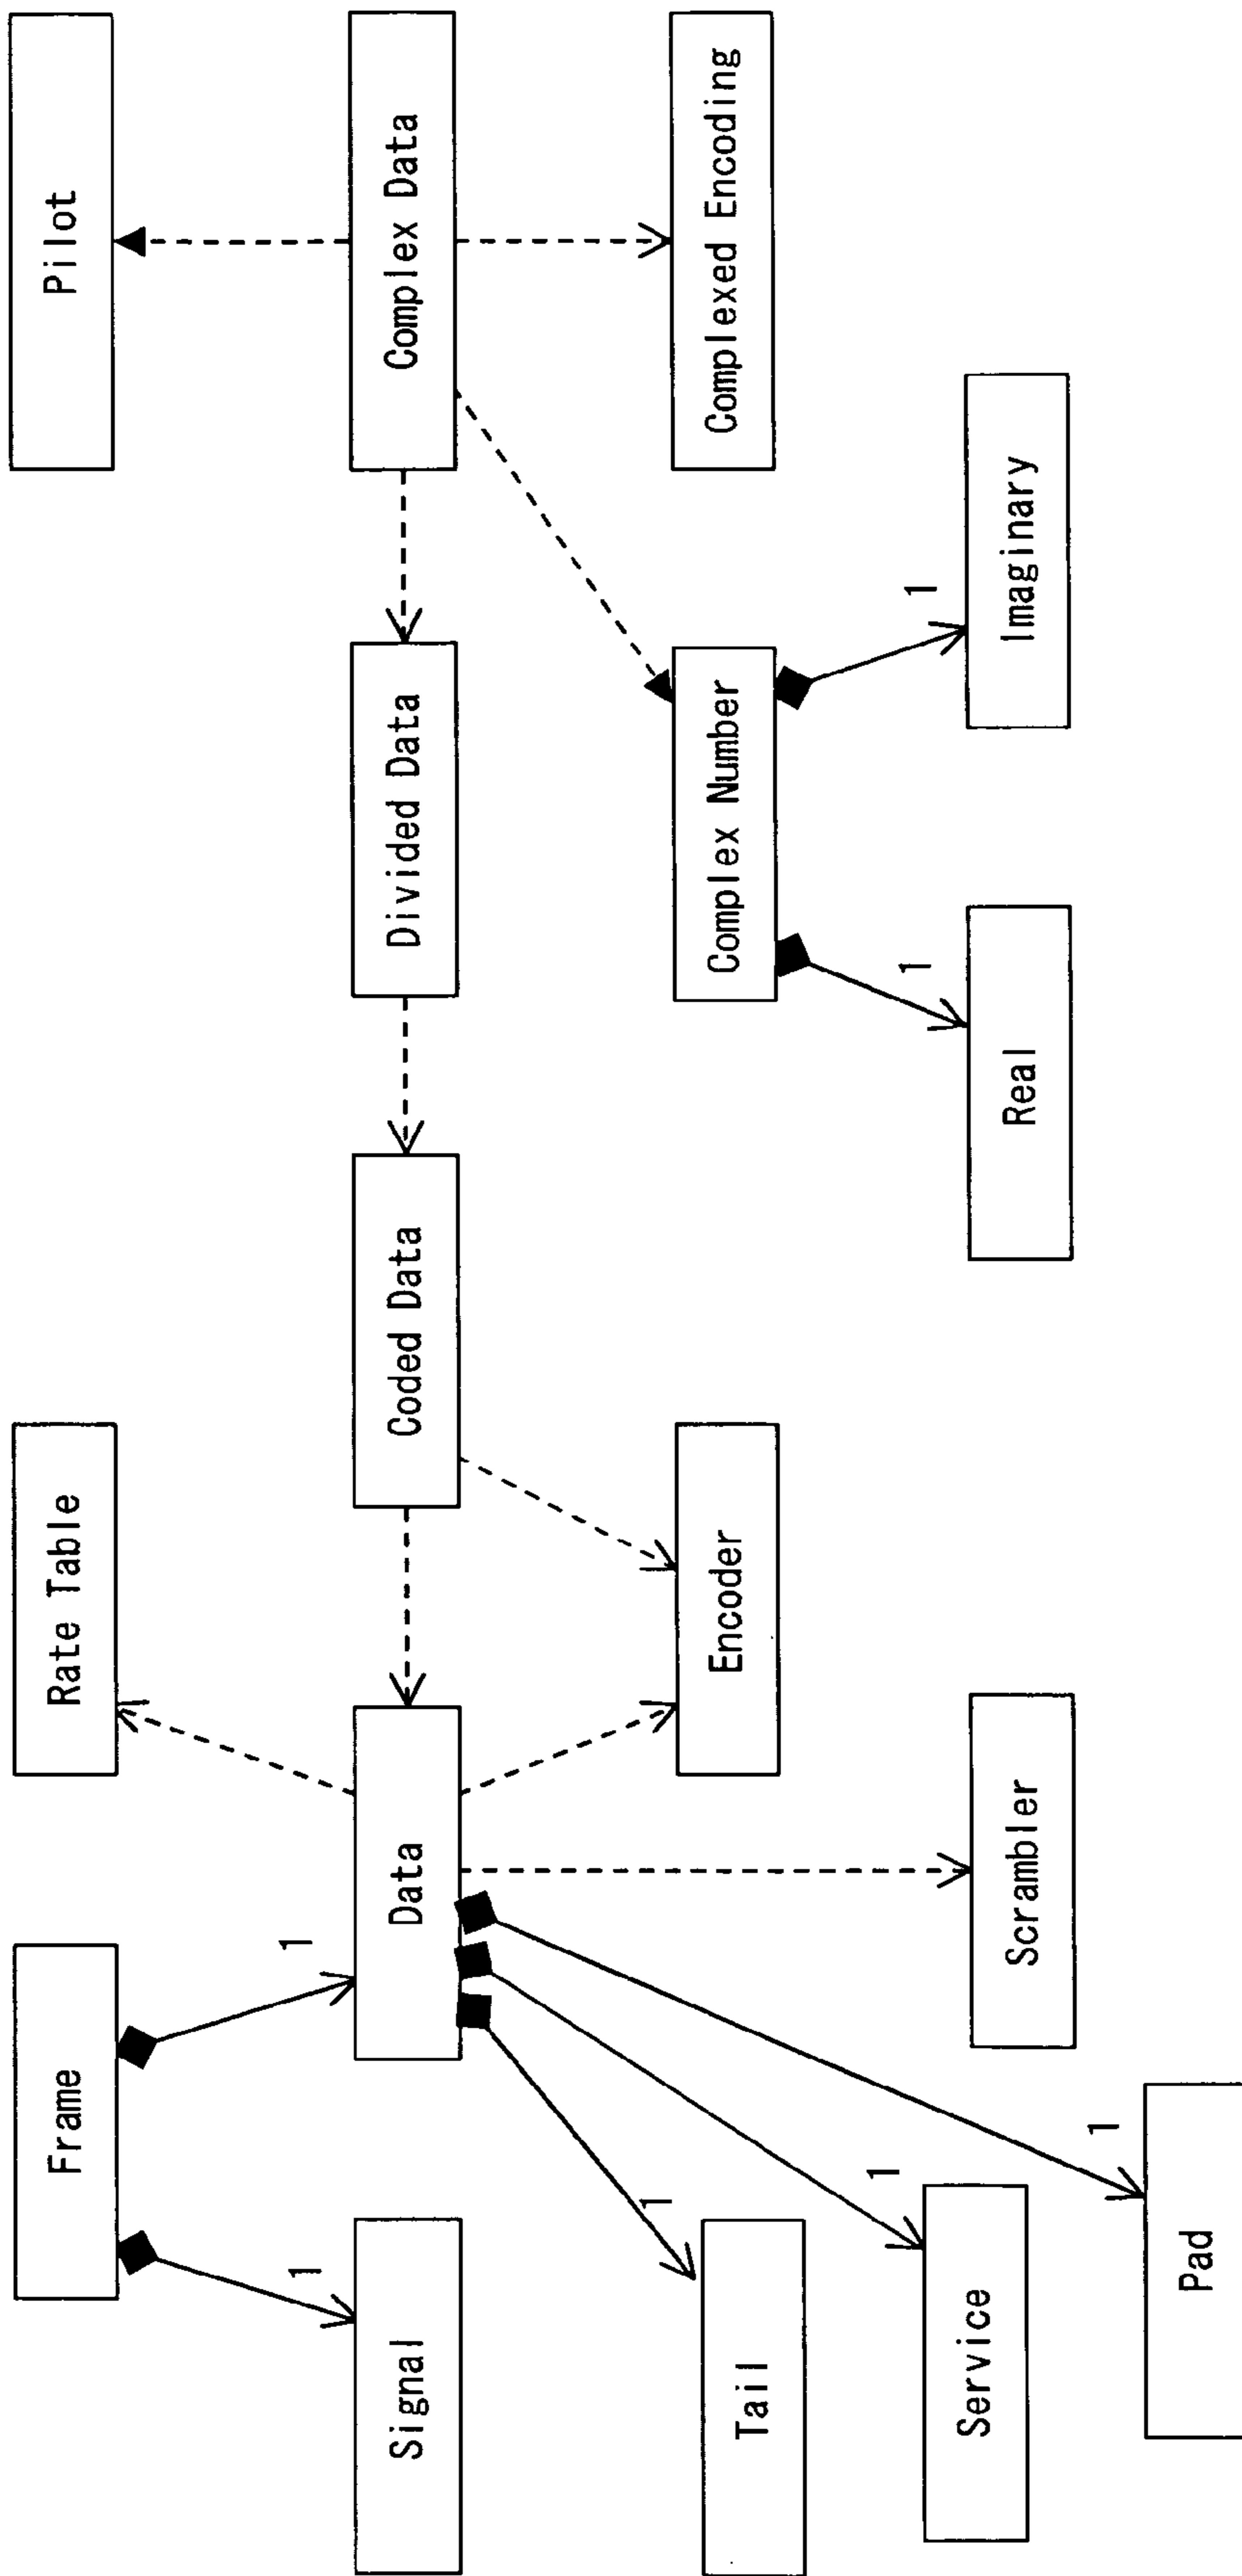 Frame
Rate Table
Pilot
1
1
Signal
Data
Coded Data
Divided Data
Complex Data
1
Tail
Encoder
Complex Number
Complexed Encoding
1
1
1
Service
Scrambler
Real
Imaginary
1
Pad